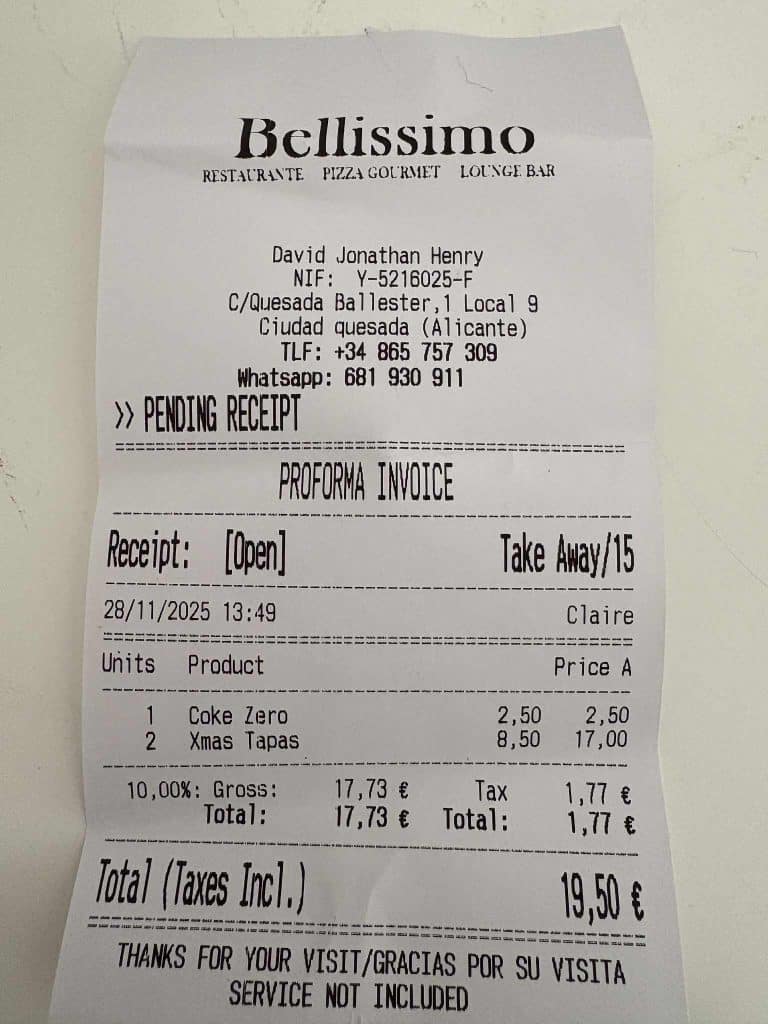 Bellissimo
RESTAURANTE PIZZA GOURMET LOUNGE BAR
David Jonathan Henry
NIF: Y-5216025-F
C/Quesada Ballester,1 Local 9
Ciudad quesada (Alicante)
TLF: +34 865 757 309
Whatsapp: 681 930 911
>> PENDING RECEIPT
PROFORMA INVOICE
Receipt: [Open] Take Away/15
28/11/2025 13:49 Claire
Units Product Price A
1 Coke Zero 2,50 2,50
2 Xmas Tapas 8,50 17,00
10,00%: Gross: 17,73 € Tax 1,77 €
Total: 17,73 € Total: 1,77 €
Total (Taxes Incl.) 19,50 €
THANKS FOR YOUR VISIT/GRACIAS POR SU VISITA
SERVICE NOT INCLUDED